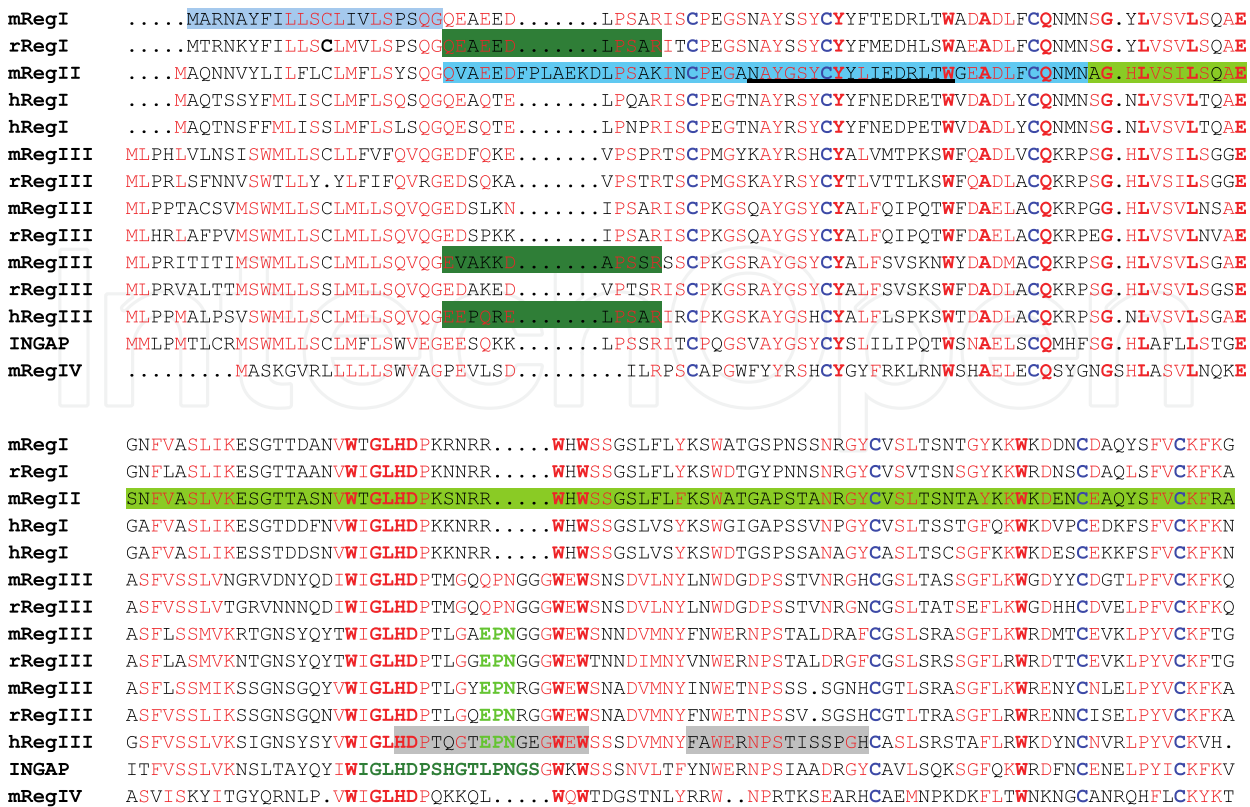 mRegI .....MARNAYFILLSCLIVLSPSQGQEAEED.......LPSARISCPEGSNAYSSYCYYFTEDRLTWADADLFCQNMNSG.YLVSVLSQAE
rRegI .....MTRNKYFILLSCLMVLSPSQGQEAEED.......LPSARITCPEGSNAYSSYCYYFMEDHLSWAEADLFCQNMNSG.YLVSVLSQAE
mRegII ....MAQNNVYLILFLCLMFLSYSQGQVAEEDFPLAEKDLPSAKINCPEGANAYGSYCYYLIEDRLTWGEADLFCQNMNAG.HLVSILSQAE
hRegI ....MAQTSSYFMLISCLMFLSQSQGQEAQTE.......LPQARISCPEGTNAYRSYCYYFNEDRETWVDADLYCQNMNSG.NLVSVLTQAE
hRegI ....MAQTNSFFMLISSLMFLSLSQGQESQTE.......LPNPRISCPEGTNAYRSYCYYFNEDPETWVDADLYCQNMNSG.NLVSVLTQAE
mRegIII MLPHLVLNSISWMLLSCLLFVFQVQGEDFQKE.......VPSPRTSCPMGYKAYRSHCYALVMTPKSWFQADLVCQKRPSG.HLVSILSGGE
rRegIII MLPRLSFNNVSWTLLY.YLFIFQVRGEDSQKA.......VPSTRTSCPMGSKAYRSYCYTLVTTLKSWFQADLACQKRPSG.HLVSILSGGE
mRegIII MLPPTACSVMSWMLLSCLMLLSQVQGEDSLKN.......IPSARISCPKGSQAYGSYCYALFQIPQTWFDAELACQKRPGG.HLVSVLNSAE
rRegIII MLHRLAFPVMSWMLLSCLMLLSQVQGEDSPKK.......IPSARISCPKGSQAYGSYCYALFQIPQTWFDAELACQKRPEG.HLVSVLNVAE
mRegIII MLPRITITIMSWMLLSCLMLLSQVQGEVAKKD.......APSSRSSCPKGSRAYGSYCYALFSVSKNWYDADMACQKRPSG.HLVSVLSGAE
rRegIII MLPRVALTTMSWMLLSSLMLLSQVQGEDAKED.......VPTSRISCPKGSRAYGSYCYALFSVSKSWFDADLACQKRPSG.HLVSVLSGAE
hRegIII MLPPMALPSVSWMLLSCLMLLSQVQGEEPQRE.......LPSARIRCPKGSKAYGSHCYALFLSPKSWTDADLACQKRPSG.NLVSVLSGAE
INGAP MMLPMTLCRMSWMLLSCLMFLSWVEGEESQKK.......LPSSRITCPQGSVAYGSYCYSLILIPQTWSNAELSCQMHFSG.HLAFLLSTGE
mRegIV .........MASKGVRLLLLLSWVAGPEVLSD.........ILRPSCAPGWFYYRSHCYGYFRKLRNWSHAELECQSYGNGSHLASVLNQKE
mRegI GNFVASLIKESGTTDANVWTGLHDPKRNRR.....WHWSSGSLFLYKSWATGSPNSSNRGYCVSLTSNTGYKKWKDDNCDAQYSFVCKFKG
rRegI GNFLASLIKESGTTAANVWIGLHDPKNNRR.....WHWSSGSLFLYKSWDTGYPNNSNRGYCVSVTSNSGYKKWRDNSCDAQLSFVCKFKA
mRegII SNFVASLVKESGTTASNVWTGLHDPKSNRR.....WHWSSGSLFLFKSWATGAPSTANRGYCVSLTSNTAYKKWKDENCEAQYSFVCKFRA
hRegI GAFVASLIKESGTDDFNVWIGLHDPKKNRR.....WHWSSGSLVSYKSWGIGAPSSVNPGYCVSLTSSTGFQKWKDVPCEDKFSFVCKFKN
hRegI GAFVASLIKESSTDDSNVWIGLHDPKKNRR.....WHWSSGSLVSYKSWDTGSPSSANAGYCASLTSCSGFKKWKDESCEKKFSFVCKFKN
mRegIII ASFVSSLVNGRVDNYQDIWIGLHDPTMGQQPNGGGWEWSNSDVLNYLNWDGDPSSTVNRGHCGSLTASSGFLKWGDYYCDGTLPFVCKFKQ
rRegIII ASFVSSLVTGRVNNNQDIWIGLHDPTMGQQPNGGGWEWSNSDVLNYLNWDGDPSSTVNRGNCGSLTATSEFLKWGDHHCDVELPFVCKFKQ
mRegIII ASFLSSMVKRTGNSYQYTWIGLHDPTLGAEPNGGGWEWSNNDVMNYFNWERNPSTALDRAFCGSLSRASGFLKWRDMTCEVKLPYVCKFTG
rRegIII ASFLASMVKNTGNSYQYTWIGLHDPTLGGEPNGGGWEWTNNDIMNYVNWERNPSTALDRGFCGSLSRSSGFLRWRDTTCEVKLPYVCKFTG
mRegIII ASFLSSMIKSSGNSGQYVWIGLHDPTLGYEPNRGGWEWSNADVMNYINWETNPSSS.SGNHCGTLSRASGFLKWRENYCNLELPYVCKFKA
rRegIII ASFVSSLIKSSGNSGQNVWIGLHDPTLGQEPNRGGWEWSNADVMNYFNWETNPSSV.SGSHCGTLTRASGFLRWRENNCISELPYVCKFKA
hRegIII GSFVSSLVKSIGNSYSYVWIGLHDPTQGTEPNGEGWEWSSSDVMNYFAWERNPSTISSPGHCASLSRSTAFLRWKDYNCNVRLPYVCKVH.
INGAP ITFVSSLVKNSLTAYQYIWIGLHDPSHGTLPNGSGWKWSSSNVLTFYNWERNPSIAADRGYCAVLSQKSGFQKWRDFNCENELPYICKFKV
mRegIV ASVISKYITGYQRNLP.VWIGLHDPQKKQL.....WQWTDGSTNLYRRW..NPRTKSEARHCAEMNPKDKFLTWNKNGCANRQHFLCKYKT
IntechOpen